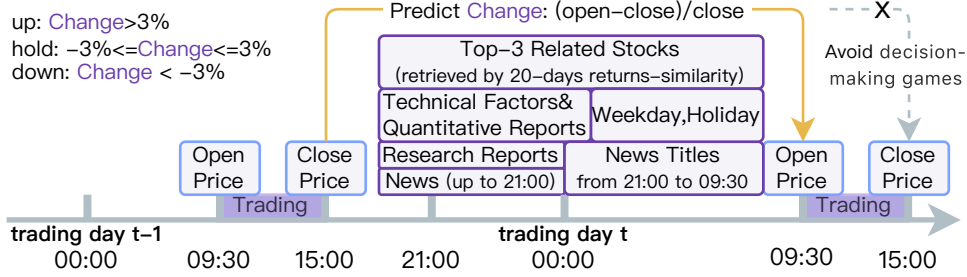 up: Change>3%
hold: -3%<=Change<=3%
down: Change < -3%
Predict Change: (open-close)/close
X
Avoid decision-
making games
Top-3 Related Stocks
(retrieved by 20-days returns-similarity)
Technical Factors&
Quantitative Reports
Weekday,Holiday
Research Reports
News (up to 21:00)
News Titles
from 21:00 to 09:30
Open
Price
Close
Price
Open
Price
Close
Price
Trading
Trading
trading day t-1
trading day t
00:00
09:30
15:00
21:00
00:00
09:30
15:00